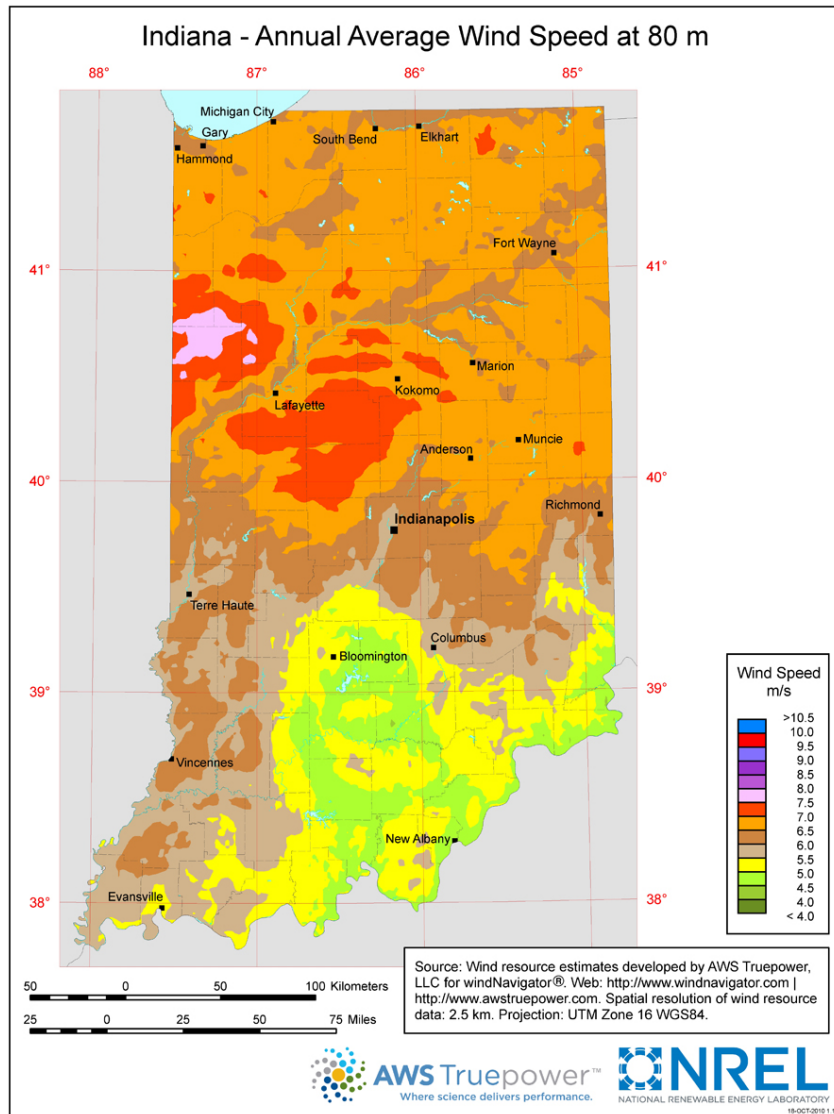 Indiana - Annual Average Wind Speed at 80 m
88° 87° 86° 85°
Michigan City
Gary
Hammond
South Bend
Elkhart
Fort Wayne
41° 41°
Marion
Kokomo
Lafayette
Muncie
Anderson
40° 40°
Richmond
Indianapolis
Terre Haute
Columbus
Bloomington
39° 39°
Vincennes
New Albany
38° 38°
Evansville
Wind Speed
m/s
>10.5
10.0
9.5
9.0
8.5
8.0
7.5
7.0
6.5
6.0
5.5
5.0
4.5
4.0
< 4.0
50 0 50 100 Kilometers
25 0 25 50 75 Miles
Source: Wind resource estimates developed by AWS Truepower,
LLC for windNavigator®. Web: http://www.windnavigator.com |
http://www.awstruepower.com. Spatial resolution of wind resource
data: 2.5 km. Projection: UTM Zone 16 WGS84.
AWS Truepower™
Where science delivers performance.
NREL
NATIONAL RENEWABLE ENERGY LABORATORY
18-OCT-2010